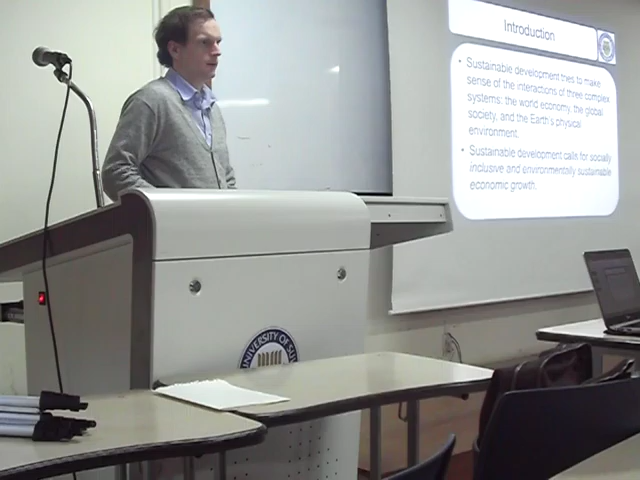 Introduction
• Sustainable development tries to make
sense of the interactions of three complex
systems: the world economy, the global
society, and the Earth's physical
environment.
• Sustainable development calls for socially
inclusive and environmentally sustainable
economic growth.
UNIVERSITY OF